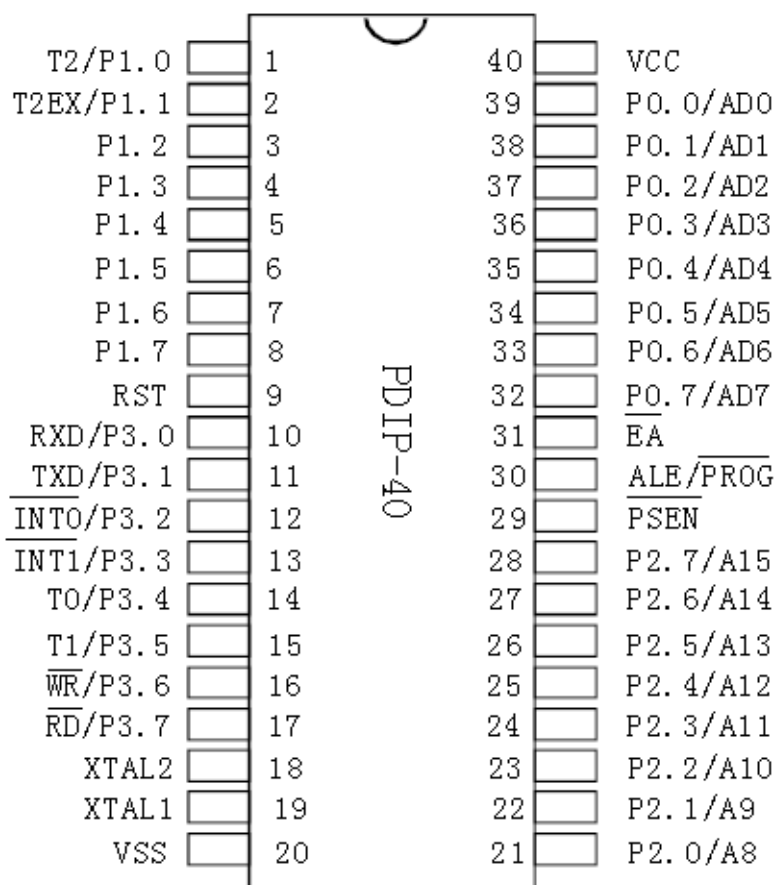 T2/P1.0 1 40 VCC
T2EX/P1.1 2 39 P0.0/AD0
P1.2 3 38 P0.1/AD1
P1.3 4 37 P0.2/AD2
P1.4 5 36 P0.3/AD3
P1.5 6 35 P0.4/AD4
P1.6 7 34 P0.5/AD5
P1.7 8 33 P0.6/AD6
RST 9 32 P0.7/AD7
RXD/P3.0 10 31 E̅A̅
TXD/P3.1 11 30 ALE/P̅R̅O̅G̅
I̅N̅T̅0̅/P3.2 12 29 P̅S̅E̅N̅
I̅N̅T̅1̅/P3.3 13 28 P2.7/A15
T0/P3.4 14 27 P2.6/A14
T1/P3.5 15 26 P2.5/A13
W̅R̅/P3.6 16 25 P2.4/A12
R̅D̅/P3.7 17 24 P2.3/A11
XTAL2 18 23 P2.2/A10
XTAL1 19 22 P2.1/A9
VSS 20 21 P2.0/A8
PDIP-40